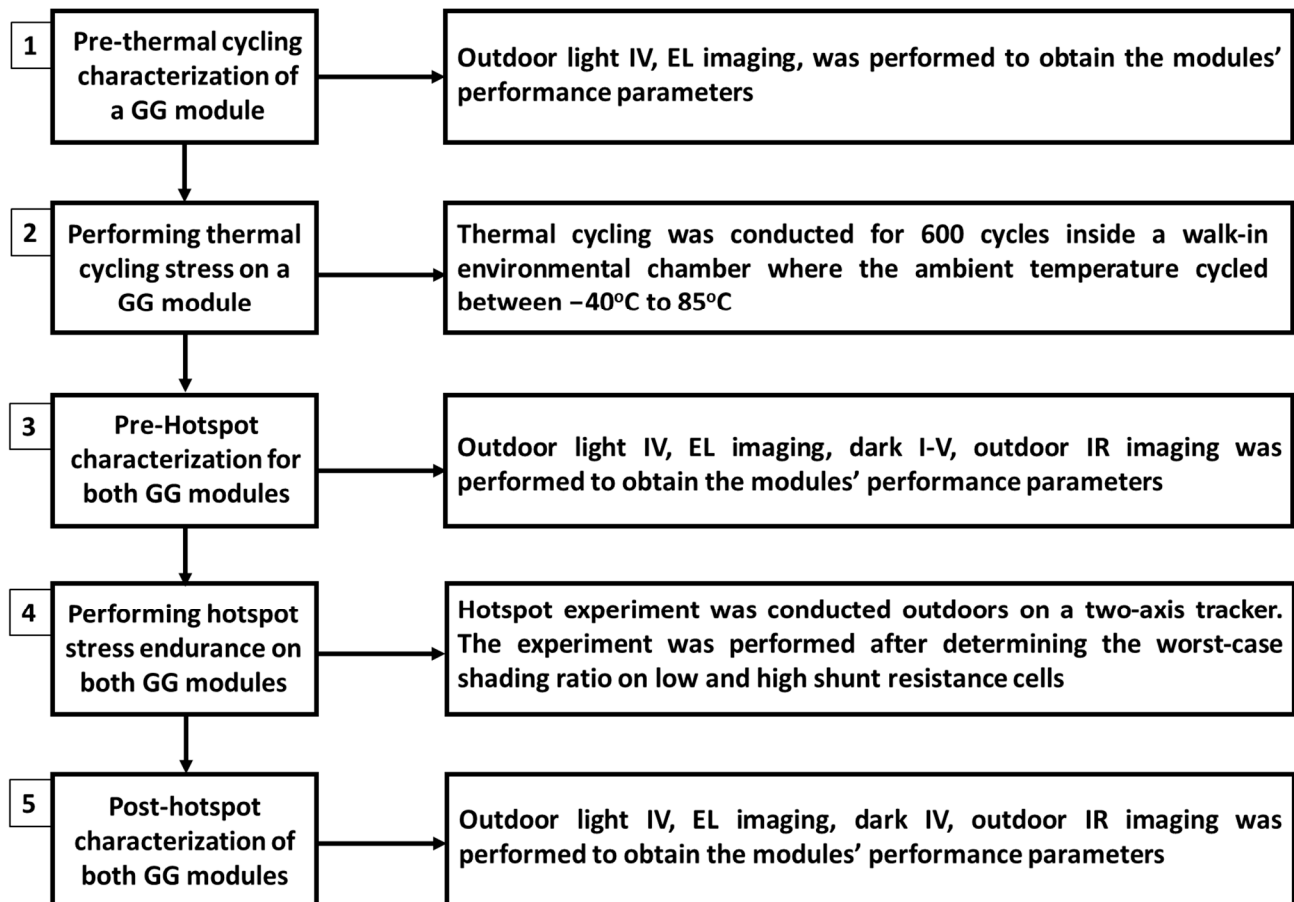 1
Pre-thermal cycling
characterization of
a GG module
Outdoor light IV, EL imaging, was performed to obtain the modules'
performance parameters
2
Performing thermal
cycling stress on a
GG module
Thermal cycling was conducted for 600 cycles inside a walk-in
environmental chamber where the ambient temperature cycled
between −40°C to 85°C
3
Pre-Hotspot
characterization for
both GG modules
Outdoor light IV, EL imaging, dark I-V, outdoor IR imaging was
performed to obtain the modules' performance parameters
4
Performing hotspot
stress endurance on
both GG modules
Hotspot experiment was conducted outdoors on a two-axis tracker.
The experiment was performed after determining the worst-case
shading ratio on low and high shunt resistance cells
5
Post-hotspot
characterization of
both GG modules
Outdoor light IV, EL imaging, dark IV, outdoor IR imaging was
performed to obtain the modules' performance parameters